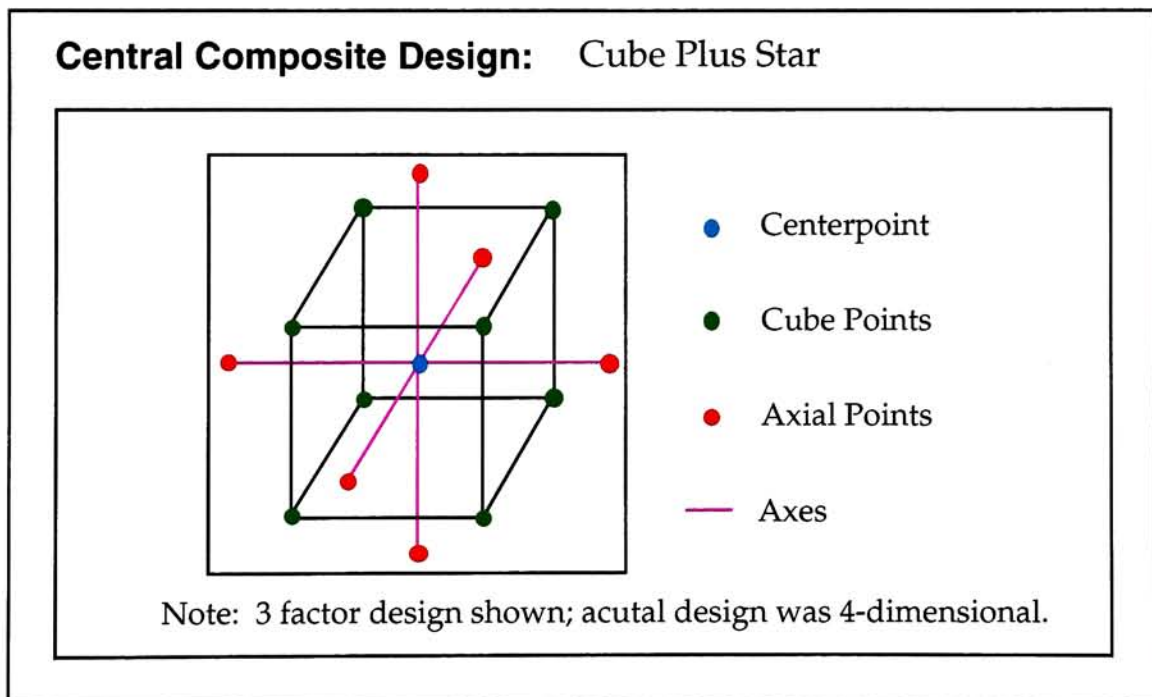 Central Composite Design: Cube Plus Star
Centerpoint
Cube Points
Axial Points
Axes
Note: 3 factor design shown; acutal design was 4-dimensional.